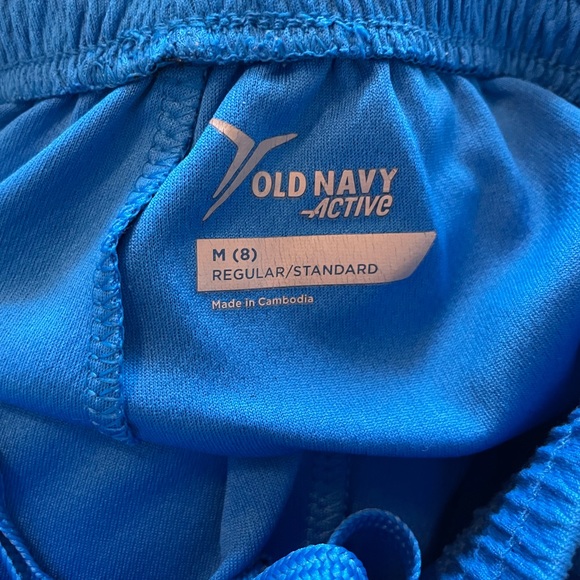 OLD NAVY
ACTIVE
M (8)
REGULAR/STANDARD
Made in Cambodia